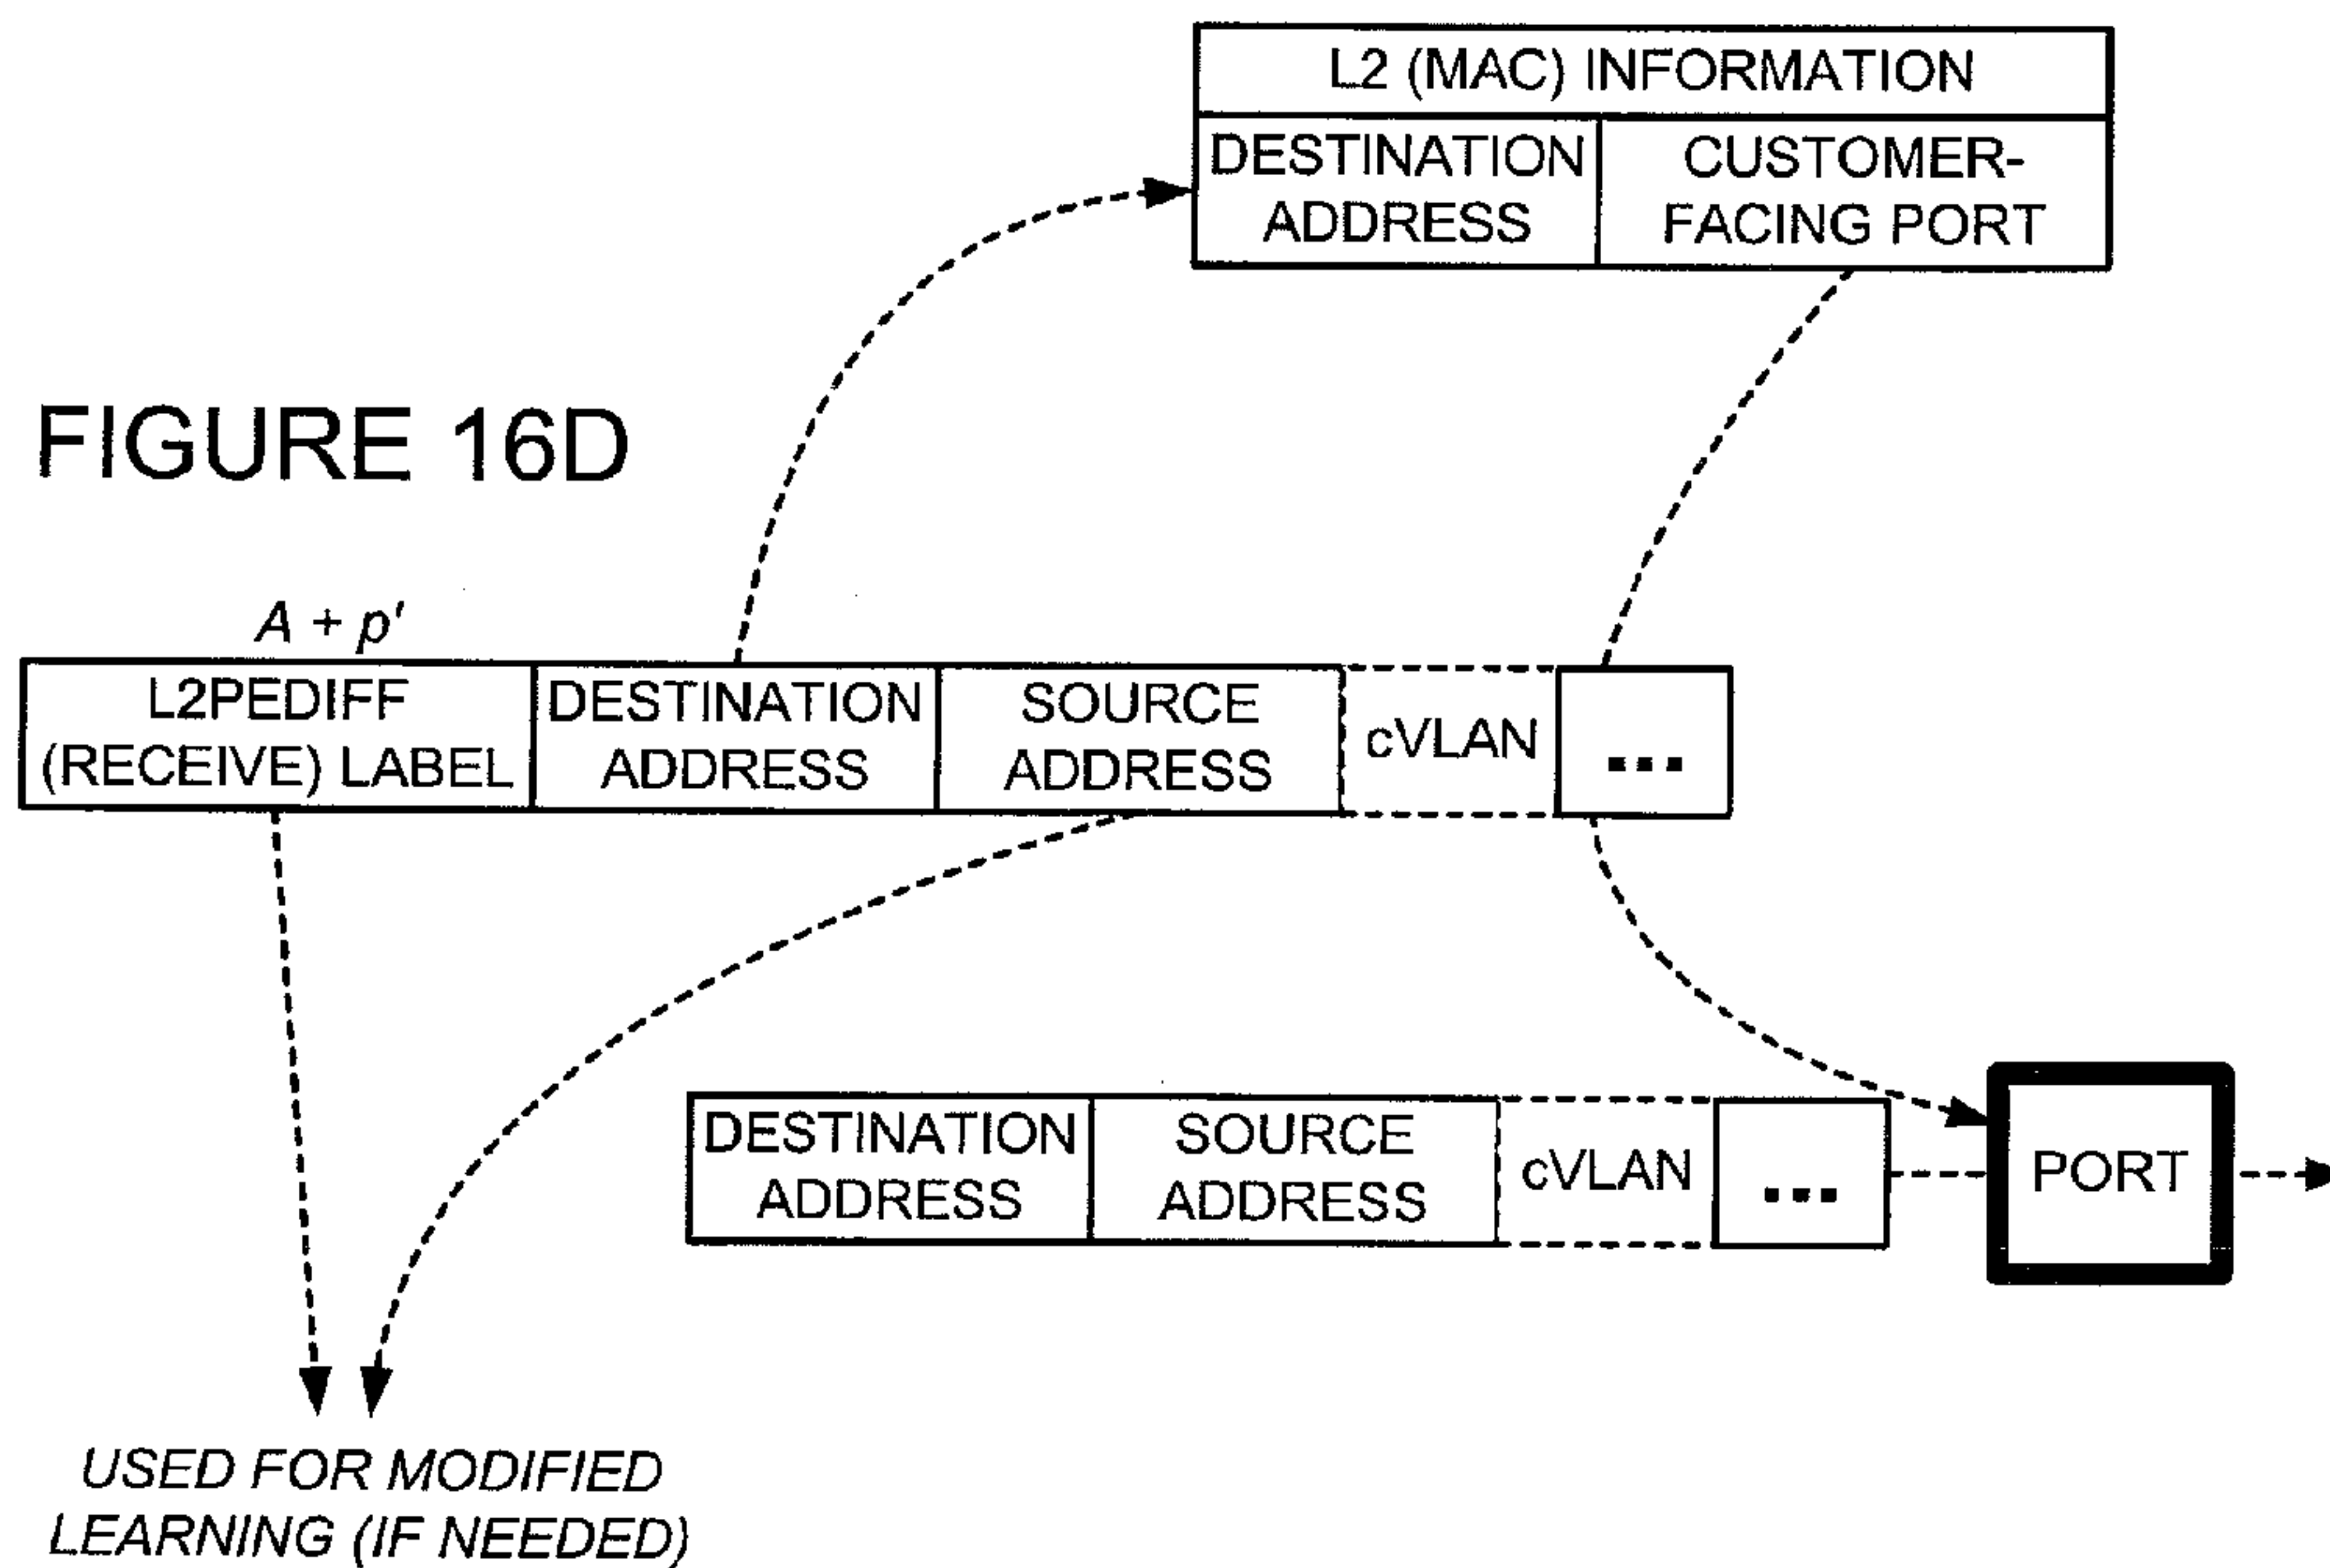 L2 (MAC) INFORMATION
DESTINATION
ADDRESS
CUSTOMER-
FACING PORT
FIGURE 16D
A + p'
L2PEDIFF
(RECEIVE) LABEL
DESTINATION
ADDRESS
SOURCE
ADDRESS
cVLAN
...
DESTINATION
ADDRESS
SOURCE
ADDRESS
cVLAN
...
PORT
USED FOR MODIFIED
LEARNING (IF NEEDED)